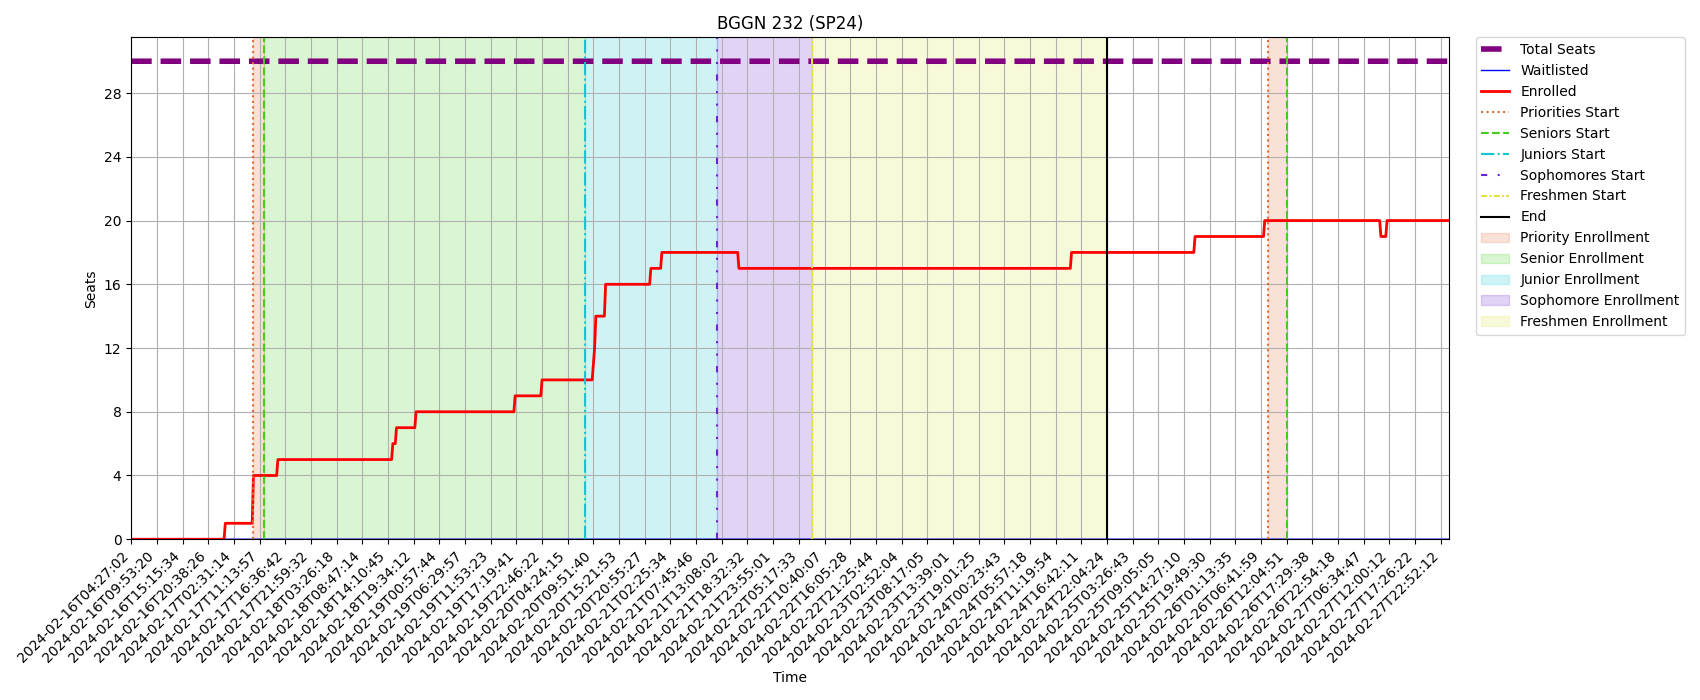 BGGN 232 (SP24)
Total Seats
Waitlisted
Enrolled
Priorities Start
Seniors Start
Juniors Start
Sophomores Start
Freshmen Start
End
Priority Enrollment
Senior Enrollment
Junior Enrollment
Sophomore Enrollment
Freshmen Enrollment
Seats
28
24
20
16
12
8
4
0
2024-02-16T04:27:02
2024-02-16T09:53:20
2024-02-16T15:15:34
2024-02-16T20:38:26
2024-02-17T02:31:14
2024-02-17T11:13:57
2024-02-17T16:36:42
2024-02-17T21:59:32
2024-02-18T03:26:18
2024-02-18T08:47:14
2024-02-18T14:10:45
2024-02-18T19:34:12
2024-02-19T00:57:44
2024-02-19T06:29:57
2024-02-19T11:53:23
2024-02-19T17:19:41
2024-02-19T22:46:22
2024-02-20T04:24:15
2024-02-20T09:51:40
2024-02-20T15:21:53
2024-02-20T20:55:27
2024-02-21T02:25:34
2024-02-21T07:45:46
2024-02-21T13:08:02
2024-02-21T18:32:32
2024-02-21T23:55:01
2024-02-22T05:17:33
2024-02-22T10:40:07
2024-02-22T16:05:28
2024-02-22T21:25:44
2024-02-23T02:52:04
2024-02-23T08:17:05
2024-02-23T13:39:01
2024-02-23T19:01:25
2024-02-24T00:23:43
2024-02-24T05:57:18
2024-02-24T11:19:54
2024-02-24T16:42:11
2024-02-24T22:04:24
2024-02-25T03:26:43
2024-02-25T09:05:05
2024-02-25T14:27:10
2024-02-25T19:49:30
2024-02-26T01:13:35
2024-02-26T06:41:59
2024-02-26T12:04:51
2024-02-26T17:29:38
2024-02-26T22:54:18
2024-02-27T06:34:47
2024-02-27T12:00:12
2024-02-27T17:26:22
2024-02-27T22:52:12
Time